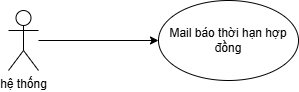 Mail báo thời hạn hợp
đồng
hệ thống